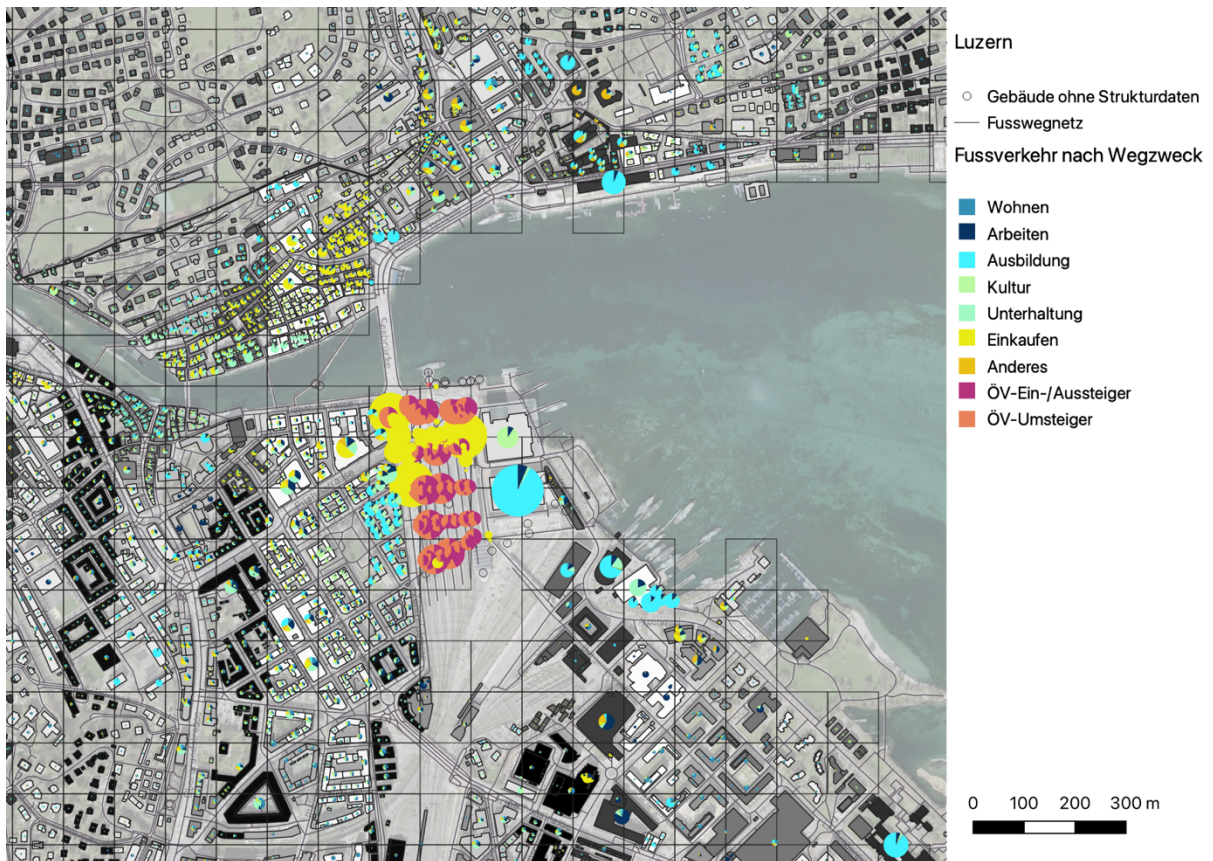 Luzern
Gebäude ohne Strukturdaten
Fusswegnetz
Fussverkehr nach Wegzweck
Wohnen
Arbeiten
Ausbildung
Kultur
Unterhaltung
Einkaufen
Anderes
ÖV-Ein-/Aussteiger
ÖV-Umsteiger
0 100 200 300 m
Seebrücke